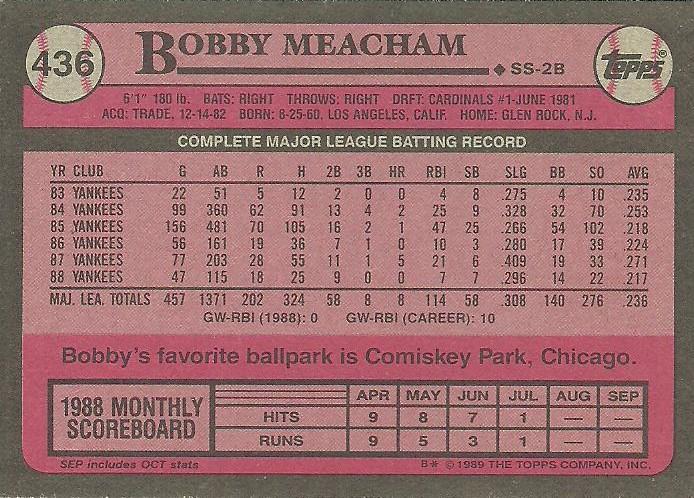 436 BOBBY MEACHAM
◆ SS-2B
TOPPS®
6'1" 180 lb. BATS: RIGHT THROWS: RIGHT DRFT: CARDINALS #1-JUNE 1981
ACQ: TRADE, 12-14-82 BORN: 8-25-60, LOS ANGELES, CALIF. HOME: GLEN ROCK, N.J.
COMPLETE MAJOR LEAGUE BATTING RECORD
YR CLUB G AB R H 2B 3B HR RBI SB SLG BB SO AVG
83 YANKEES 22 51 5 12 2 0 0 4 8 .275 4 10 .235
84 YANKEES 99 360 62 91 13 4 2 25 9 .328 32 70 .253
85 YANKEES 156 481 70 105 16 2 1 47 25 .266 54 102 .218
86 YANKEES 56 161 19 36 7 1 0 10 3 .280 17 39 .224
87 YANKEES 77 203 28 55 11 1 5 21 6 .409 19 33 .271
88 YANKEES 47 115 18 25 9 0 0 7 7 .296 14 22 .217
MAJ. LEA. TOTALS 457 1371 202 324 58 8 8 114 58 .308 140 276 .236
GW-RBI (1988): 0 GW-RBI (CAREER): 10
Bobby's favorite ballpark is Comiskey Park, Chicago.
1988 MONTHLY SCOREBOARD
APR MAY JUN JUL AUG SEP
HITS 9 8 7 1 — —
RUNS 9 5 3 1 — —
SEP includes OCT stats
B* © 1989 THE TOPPS COMPANY, INC.